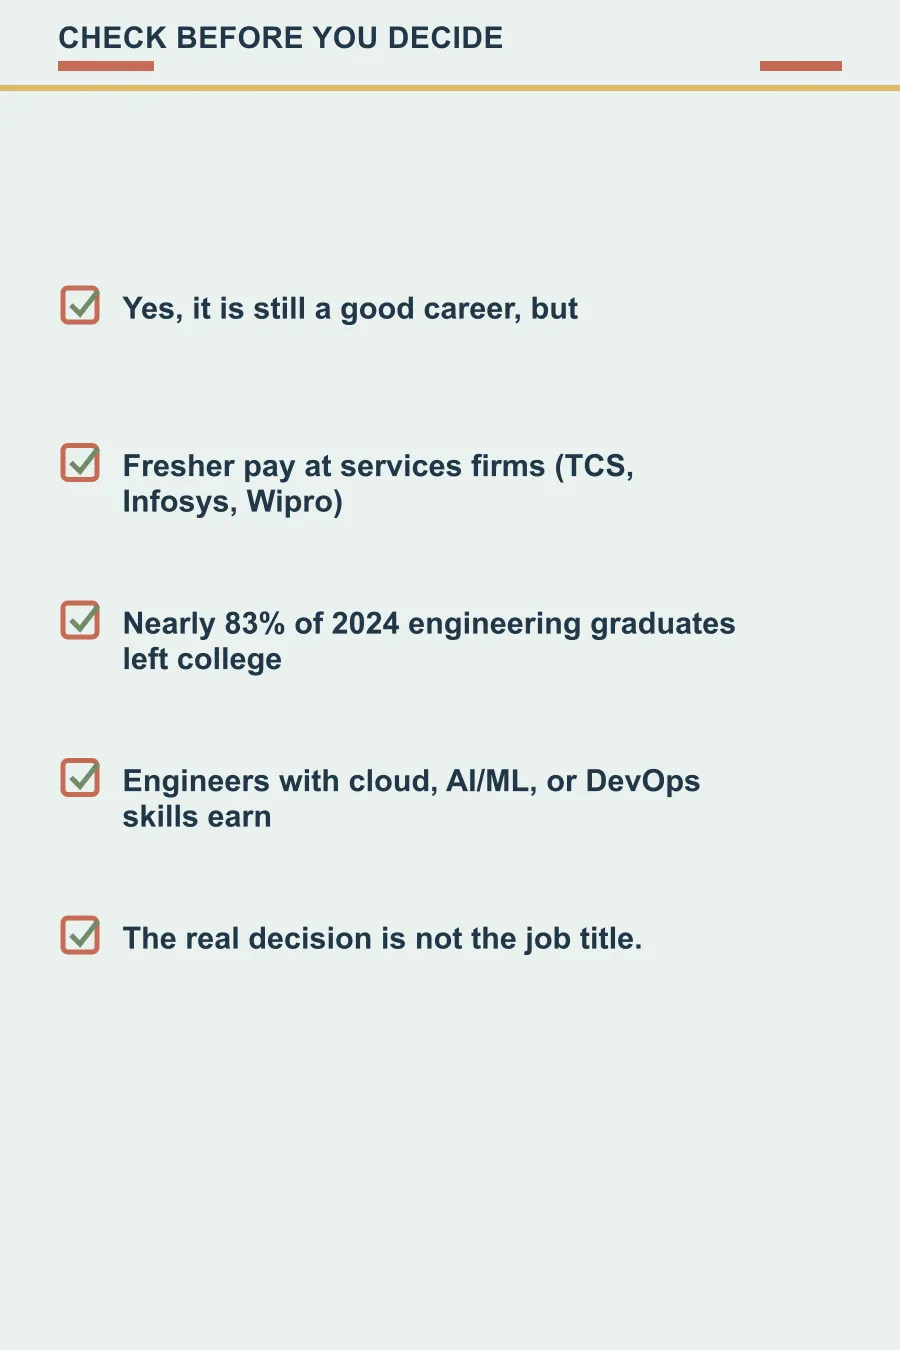 CHECK BEFORE YOU DECIDE
Yes, it is still a good career, but
Fresher pay at services firms (TCS,
Infosys, Wipro)
Nearly 83% of 2024 engineering graduates
left college
Engineers with cloud, AI/ML, or DevOps
skills earn
The real decision is not the job title.